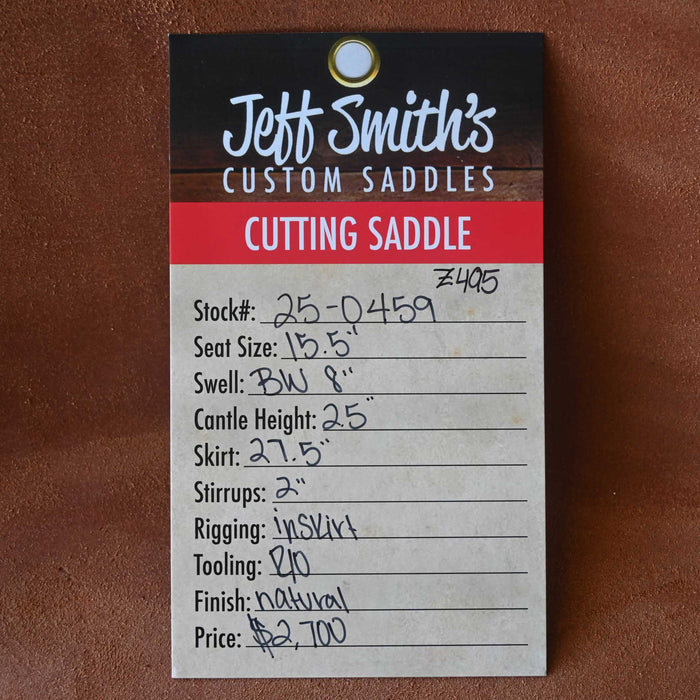 Jeff Smith's
CUSTOM SADDLES
CUTTING SADDLE
Z495
Stock#: 25-0459
Seat Size: 15.5"
Swell: BW 8"
Cantle Height: 2.5"
Skirt: 27.5"
Stirrups: 2"
Rigging: inskirt
Tooling: R/O
Finish: natural
Price: $2,700